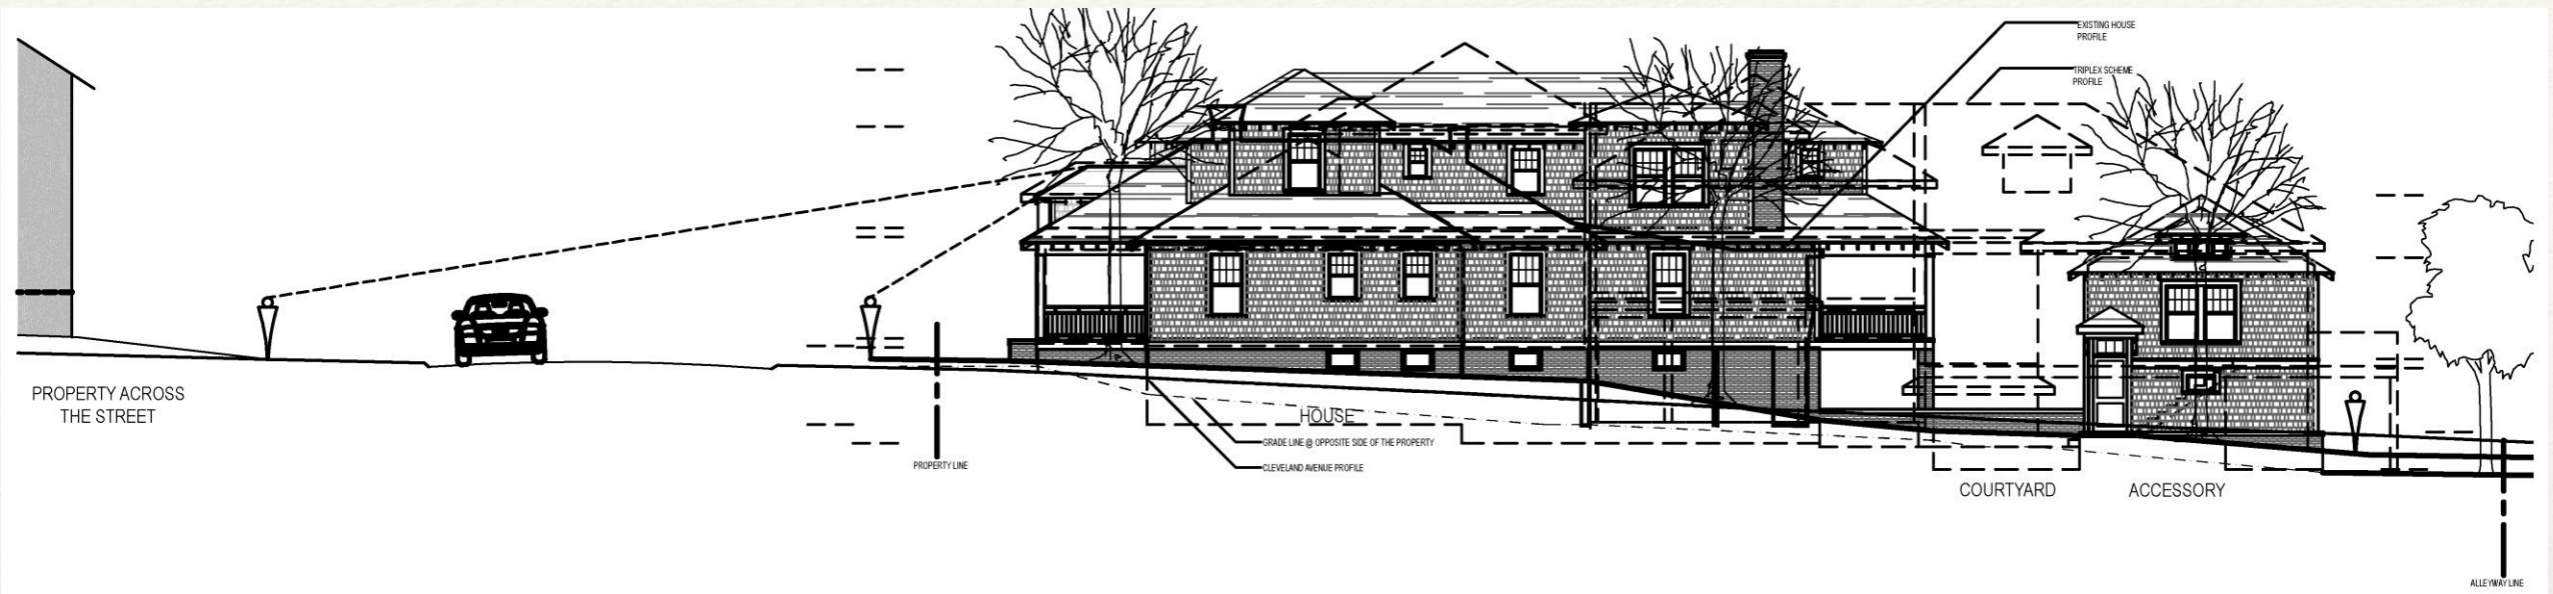 EXISTING HOUSE
PROFILE
TRIPLEX SCHEME
PROFILE
PROPERTY ACROSS
THE STREET
HOUSE
GRADE LINE @ OPPOSITE SIDE OF THE PROPERTY
PROPERTY LINE
CLEVELAND AVENUE PROFILE
COURTYARD
ACCESSORY
ALLEYWAY LINE